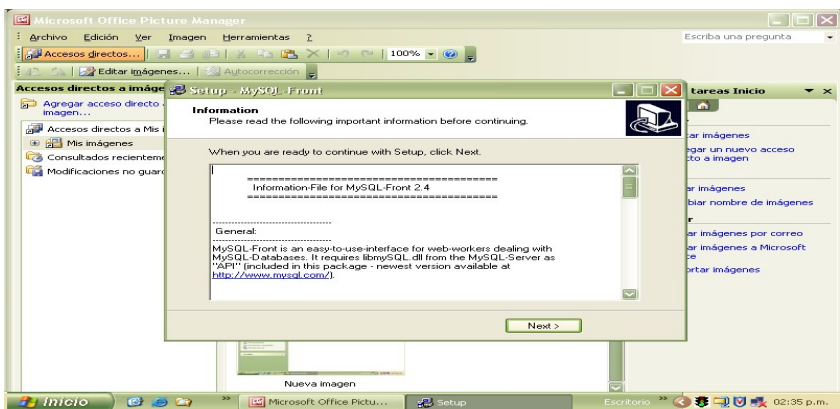 Microsoft Office Picture Manager
Archivo Edición Ver Imagen Herramientas ?
Escriba una pregunta
Accesos directos...
100%
Editar imágenes...
Autocorrección
Accesos directos a imáge
Agregar acceso directo
imagen...
Accesos directos a Mis i
Mis imágenes
Consultados recienteme
Modificaciones no guard
Setup - MySQL-Front
Information
Please read the following important information before continuing.
When you are ready to continue with Setup, click Next.
==========================================
Information-File for MySQL-Front 2.4
==========================================
---------------------------------
General:
---------------------------------
MySQL-Front is an easy-to-use-interface for web-workers dealing with
MySQL-Databases. It requires libmySQL.dll from the MySQL-Server as
"API" (included in this package - newest version available at
http://www.mysql.com/).
Next >
tareas Inicio
ar imágenes
egar un nuevo acceso
cto a imagen
ar imágenes
biar nombre de imágenes
r
ar imágenes por correo
ar imágenes a Microsoft
ce
ortar imágenes
Nueva imagen
Inicio
Microsoft Office Pictu...
Setup
Escritorio
02:35 p.m.